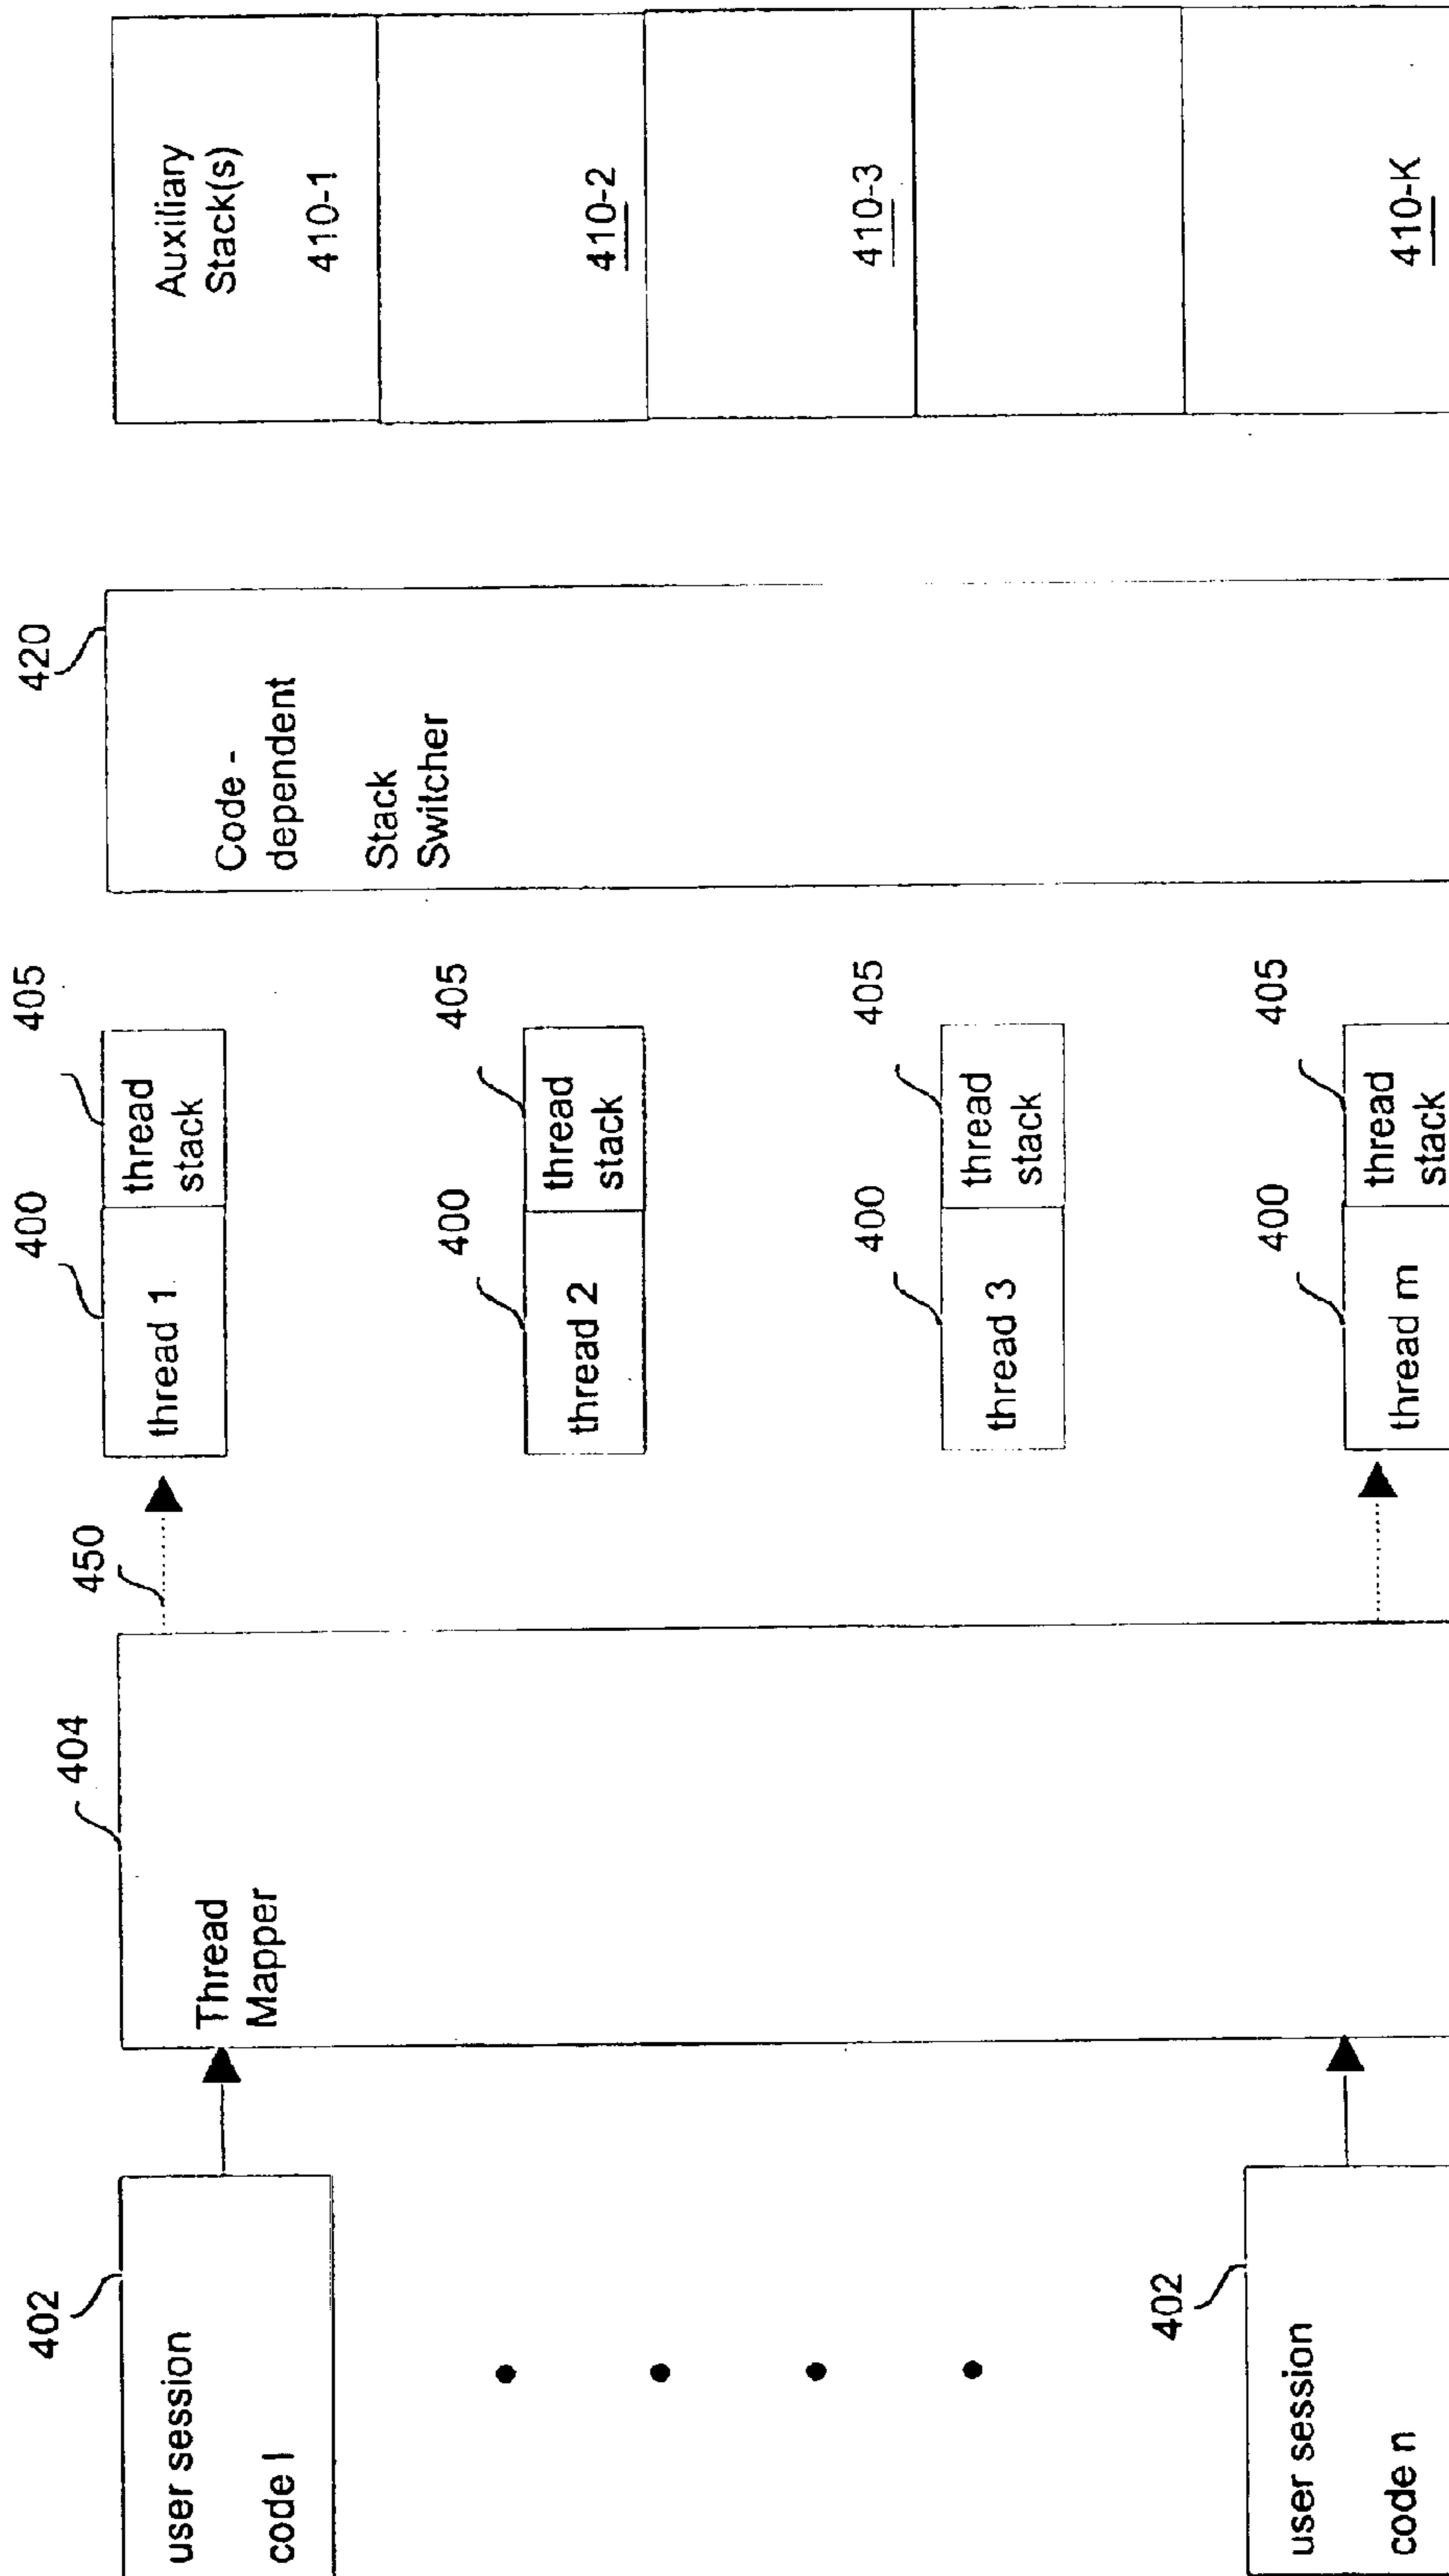 402
user session
code l
402
user session
code n
404
Thread
Mapper
450
400
405
thread 1
thread
stack
400
405
thread 2
thread
stack
400
405
thread 3
thread
stack
400
405
thread m
thread
stack
420
Code -
dependent
Stack
Switcher
Auxiliary
Stack(s)
410-1
410-2
410-3
410-K